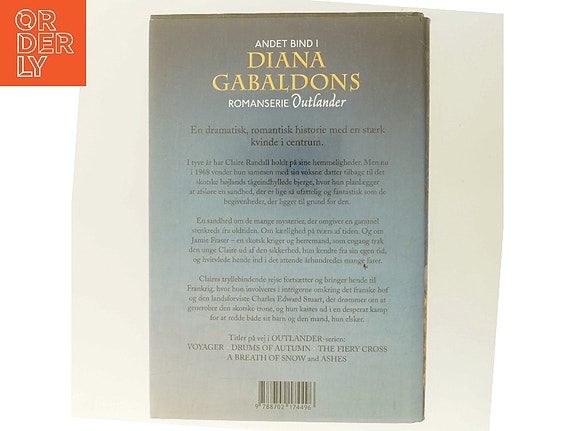 OR
DER
LY
ANDET BIND I
DIANA
GABALDONS
ROMANSERIE Outlander
En dramatisk, romantisk historie med en stærk
kvinde i centrum.
I tyve år har Claire Randall holdt på sine hemmeligheder. Men nu
i 1968 vender hun sammen med sin voksne datter tilbage til det
skotske højlands tågeindhyllede bjerge, hvor hun planlægger
at afsløre en sandhed, der er lige så ufattelig og fantastisk som de
begivenheder, der ligger til grund for den.
En sandhed om de mange mysterier, der omgiver en gammel
stenkreds fra oldtiden. Om kærlighed på tværs af tiden. Og om
Jamie Fraser – en skotsk kriger og herremand, som engang trak
den unge Claire ud af den sikkerhed, hun kendte fra sin egen tid,
og hvirvlede hende ind i det attende århundredes mange farer.
Claires tryllebindende rejse fortsætter og bringer hende til
Frankrig, hvor hun involveres i intrigerne omkring det franske hof
og den landsforviste Charles Edward Stuart, der drømmer om at
generobre den skotske trone, og hun kastes ud i en desperat kamp
for at redde både sit barn og den mand, hun elsker.
Titler på vej i OUTLANDER-serien:
VOYAGER DRUMS OF AUTUMN THE FIERY CROSS
A BREATH OF SNOW and ASHES
9 788702 174496